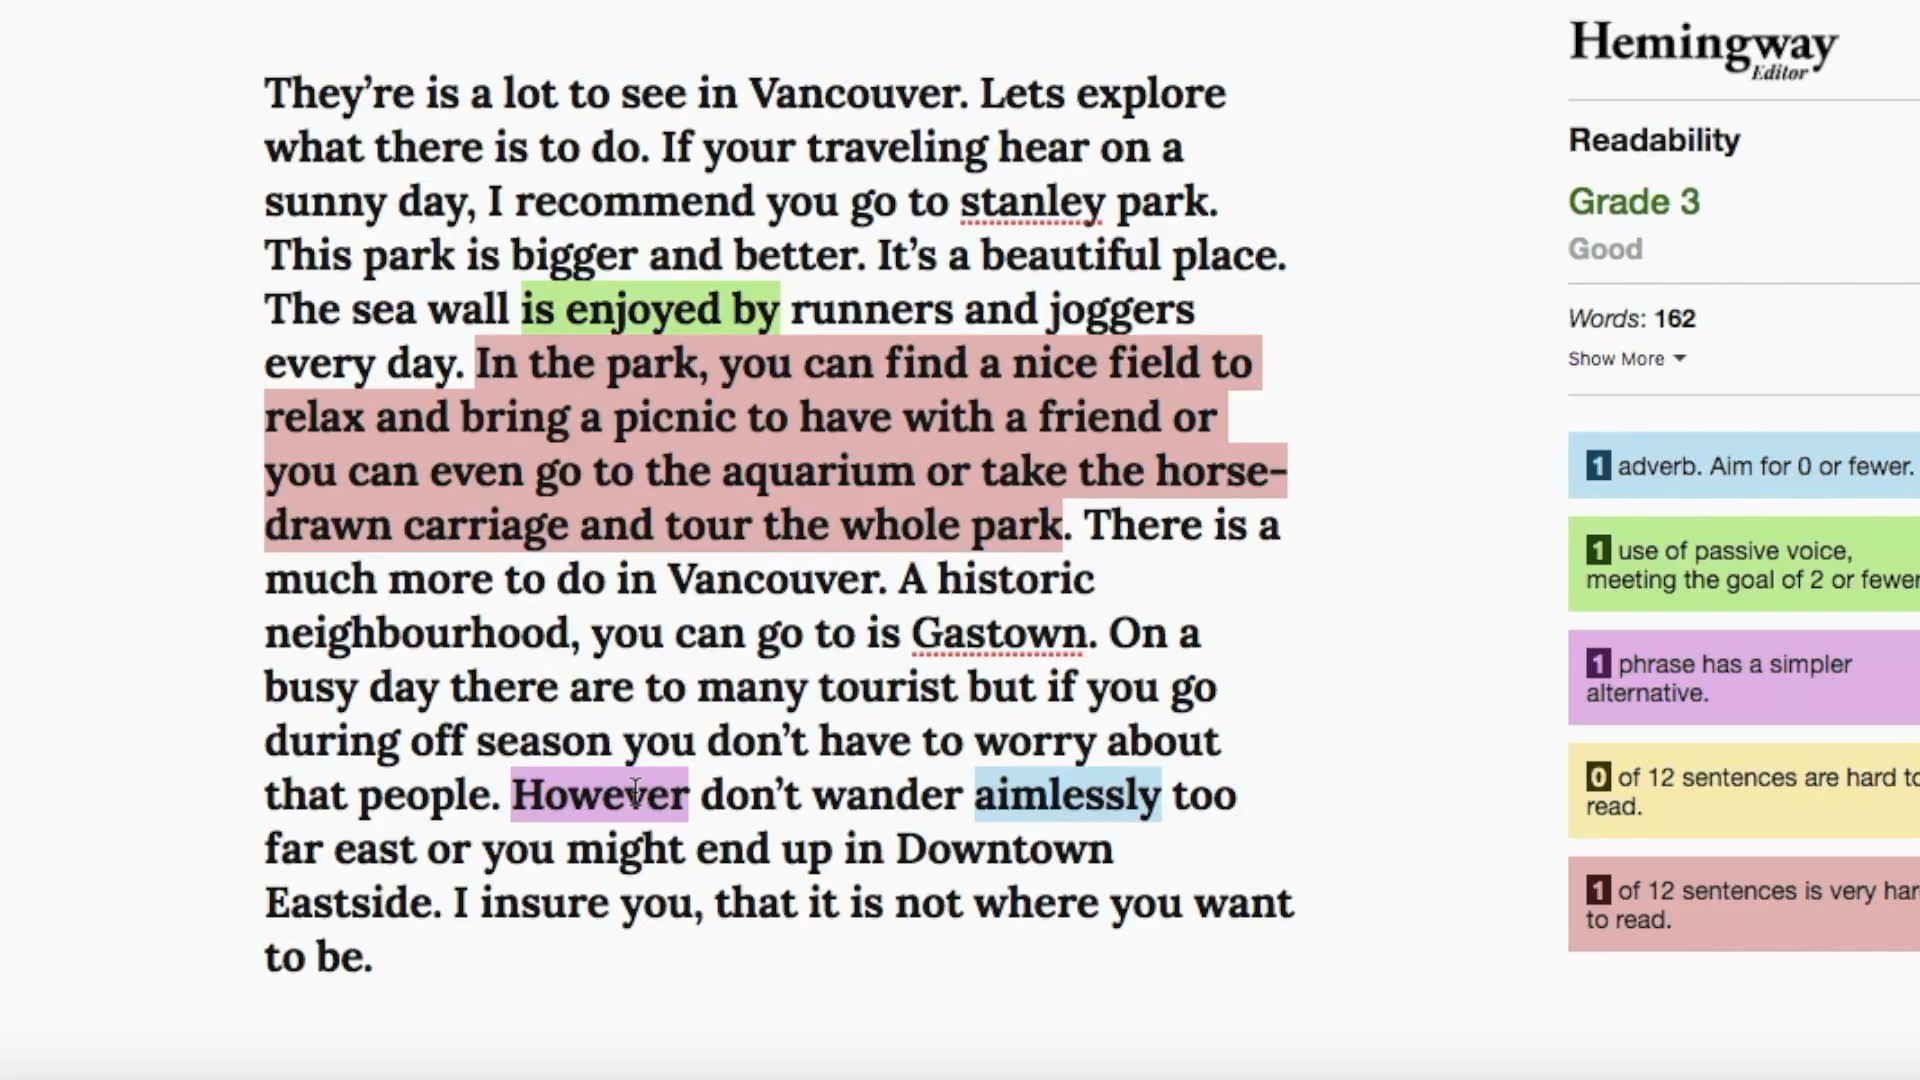 They're is a lot to see in Vancouver. Lets explore
what there is to do. If your traveling hear on a
sunny day, I recommend you go to stanley park.
This park is bigger and better. It's a beautiful place.
The sea wall is enjoyed by runners and joggers
every day. In the park, you can find a nice field to
relax and bring a picnic to have with a friend or
you can even go to the aquarium or take the horse-
drawn carriage and tour the whole park. There is a
much more to do in Vancouver. A historic
neighbourhood, you can go to is Gastown. On a
busy day there are to many tourist but if you go
during off season you don't have to worry about
that people. However don't wander aimlessly too
far east or you might end up in Downtown
Eastside. I insure you, that it is not where you want
to be.
Hemingway
Editor
Readability
Grade 3
Good
Words: 162
Show More
1 adverb. Aim for 0 or fewer.
1 use of passive voice,
meeting the goal of 2 or fewer
1 phrase has a simpler
alternative.
0 of 12 sentences are hard to
read.
1 of 12 sentences is very har
to read.